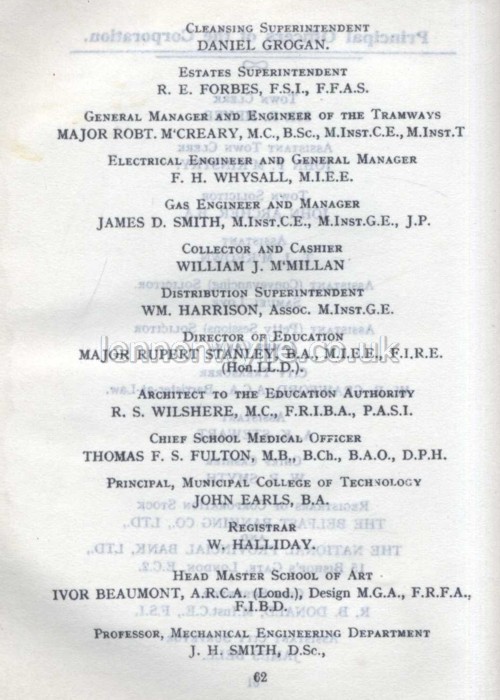 Cleansing Superintendent
DANIEL GROGAN.
Estates Superintendent
R. E. FORBES, F.S.I., F.F.A.S.
General Manager and Engineer of the Tramways
MAJOR ROBT. M‘CREARY, M.C., B.Sc., M.Inst.C.E., M.Inst.T
Electrical Engineer and General Manager
F. H. WHYSALL, M.I.E.E.
Gas Engineer and Manager
JAMES D. SMITH, M.Inst.C.E., M.Inst.G.E., J.P.
Collector and Cashier
WILLIAM J. M‘MILLAN
Distribution Superintendent
WM. HARRISON, Assoc. M.Inst.G.E.
Director of Education
MAJOR RUPERT STANLEY, B.A., M.I.E.E., F.I.R.E.
(Hon.LL.D.).
Architect to the Education Authority
R. S. WILSHERE, M.C., F.R.I.B.A., P.A.S.I.
Chief School Medical Officer
THOMAS F. S. FULTON, M.B., B.Ch., B.A.O., D.P.H.
Principal, Municipal College of Technology
JOHN EARLS, B.A.
Registrar
W. HALLIDAY.
Head Master School of Art
IVOR BEAUMONT, A.R.C.A. (Lond.), Design M.G.A., F.R.F.A.,
F.I.B.D.
Professor, Mechanical Engineering Department
J. H. SMITH, D.Sc.,
62